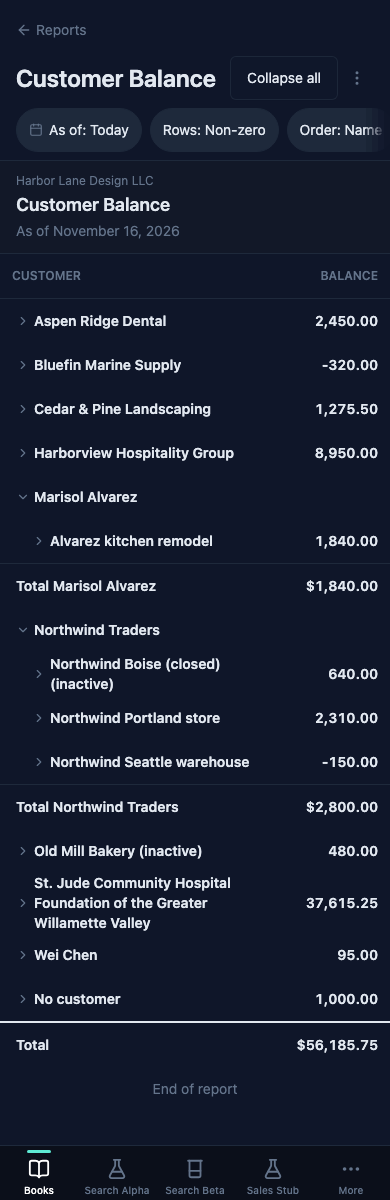 Reports
Customer Balance
Collapse all
As of: Today
Rows: Non-zero
Order: Name
Harbor Lane Design LLC
Customer Balance
As of November 16, 2026
CUSTOMER BALANCE
Aspen Ridge Dental 2,450.00
Bluefin Marine Supply -320.00
Cedar & Pine Landscaping 1,275.50
Harborview Hospitality Group 8,950.00
Marisol Alvarez
Alvarez kitchen remodel 1,840.00
Total Marisol Alvarez $1,840.00
Northwind Traders
Northwind Boise (closed)
(inactive) 640.00
Northwind Portland store 2,310.00
Northwind Seattle warehouse -150.00
Total Northwind Traders $2,800.00
Old Mill Bakery (inactive) 480.00
St. Jude Community Hospital
Foundation of the Greater 37,615.25
Willamette Valley
Wei Chen 95.00
No customer 1,000.00
Total $56,185.75
End of report
Books Search Alpha Search Beta Sales Stub More